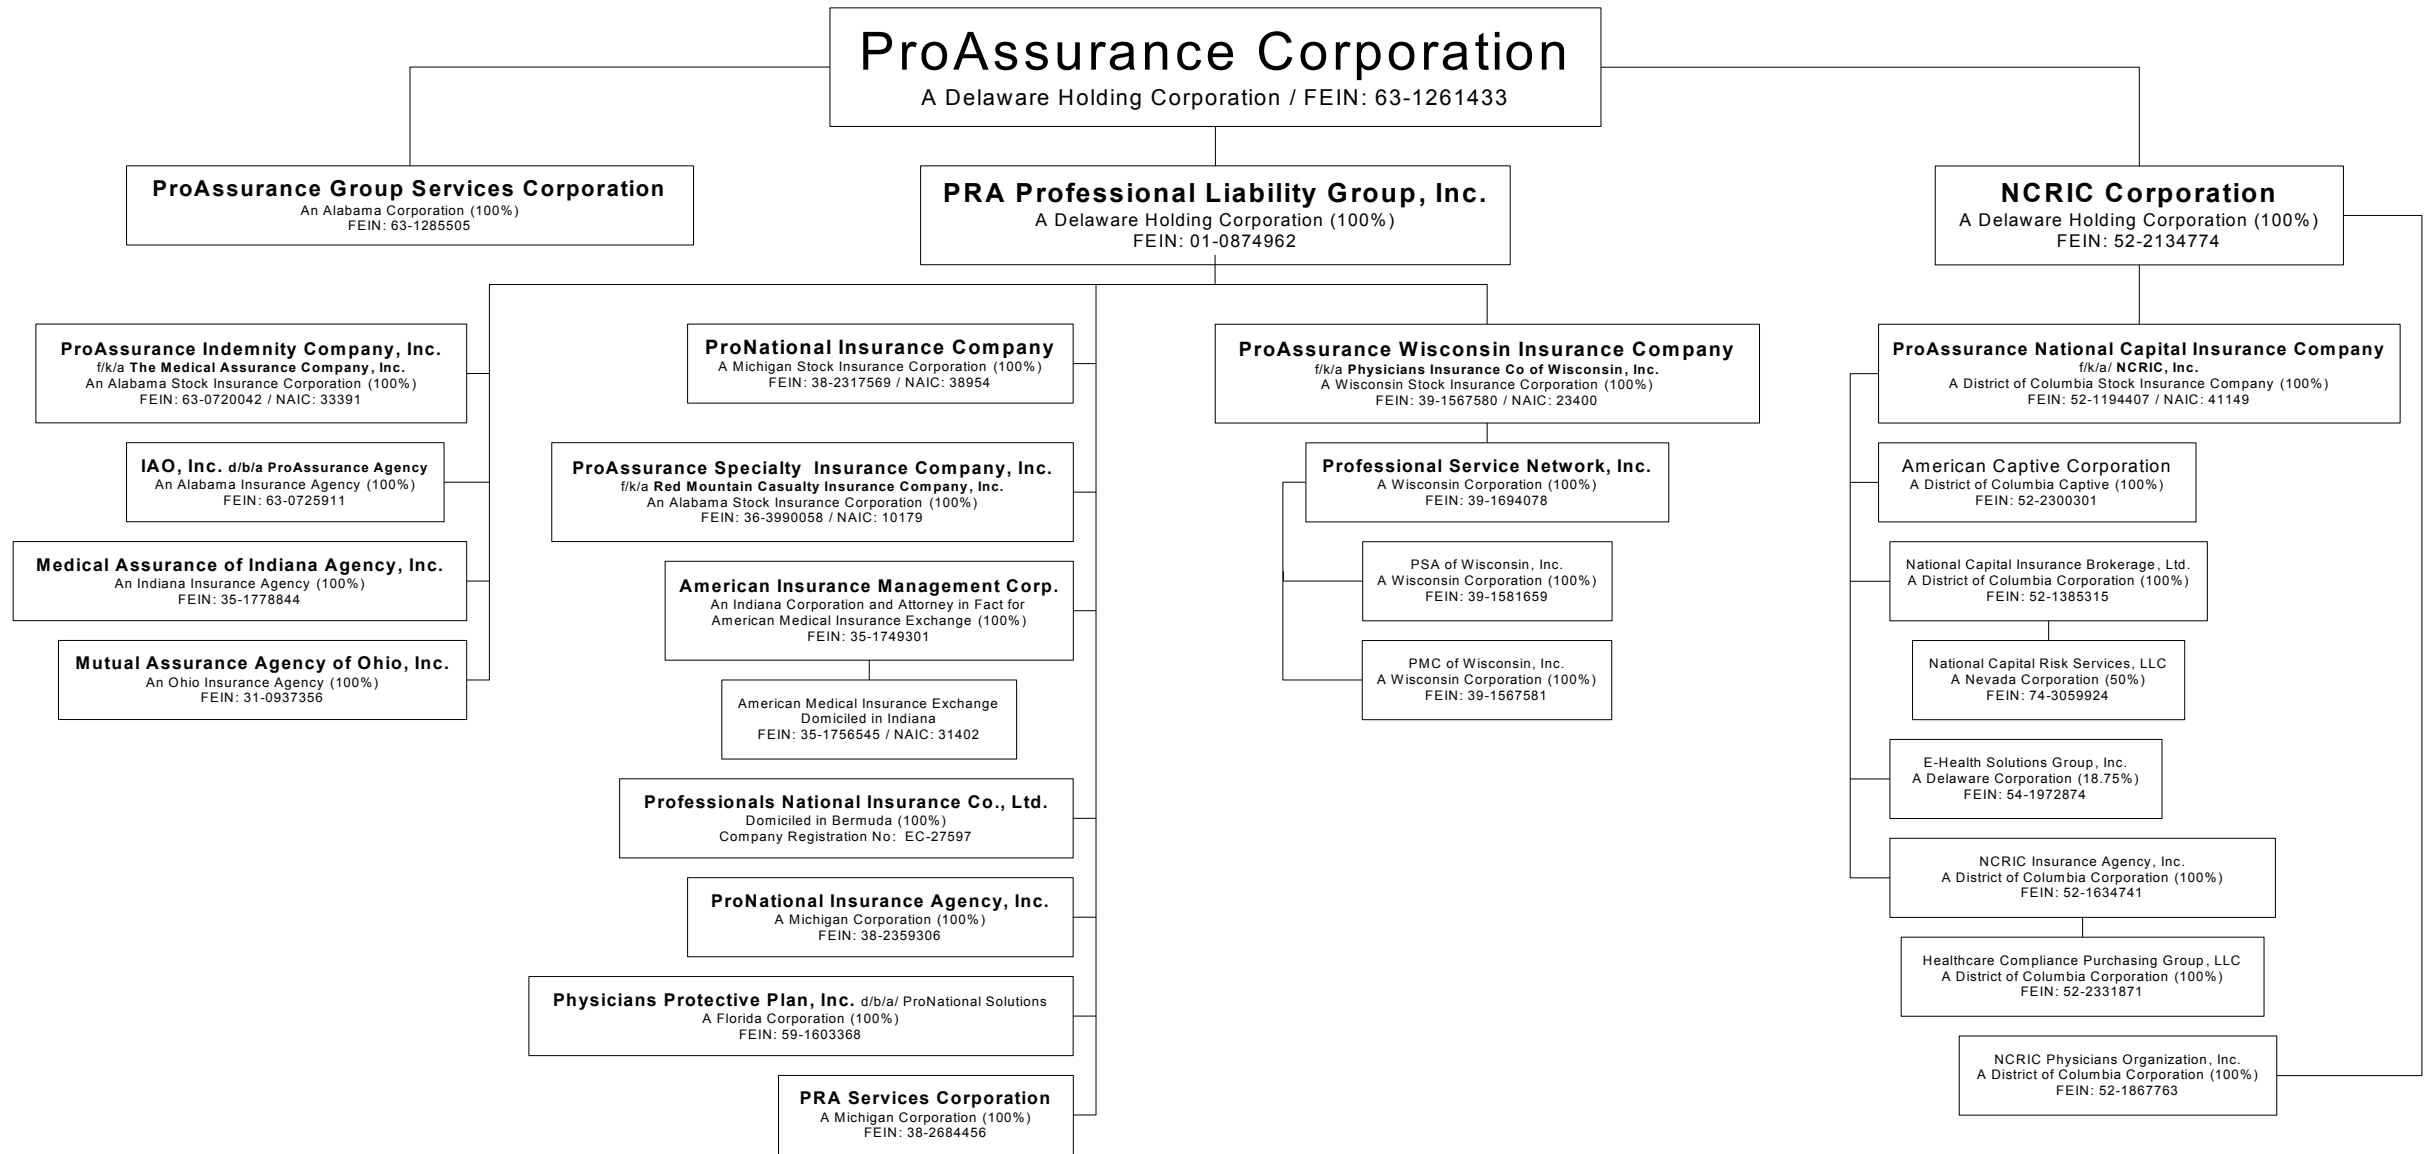 ProAssurance Corporation
A Delaware Holding Corporation / FEIN: 63-1261433
ProAssurance Group Services Corporation
An Alabama Corporation (100%)
FEIN: 63-1285505
PRA Professional Liability Group, Inc.
A Delaware Holding Corporation (100%)
FEIN: 01-0874962
NCRIC Corporation
A Delaware Holding Corporation (100%)
FEIN: 52-2134774
ProAssurance Indemnity Company, Inc.
f/k/a The Medical Assurance Company, Inc.
An Alabama Stock Insurance Corporation (100%)
FEIN: 63-0720042 / NAIC: 33391
IAO, Inc. d/b/a ProAssurance Agency
An Alabama Insurance Agency (100%)
FEIN: 63-0725911
Medical Assurance of Indiana Agency, Inc.
An Indiana Insurance Agency (100%)
FEIN: 35-1778844
Mutual Assurance Agency of Ohio, Inc.
An Ohio Insurance Agency (100%)
FEIN: 31-0937356
ProNational Insurance Company
A Michigan Stock Insurance Corporation (100%)
FEIN: 38-2317569 / NAIC: 38954
ProAssurance Specialty Insurance Company, Inc.
f/k/a Red Mountain Casualty Insurance Company, Inc.
An Alabama Stock Insurance Corporation (100%)
FEIN: 36-3990058 / NAIC: 10179
American Insurance Management Corp.
An Indiana Corporation and Attorney in Fact for
American Medical Insurance Exchange (100%)
FEIN: 35-1749301
American Medical Insurance Exchange
Domiciled in Indiana
FEIN: 35-1756545 / NAIC: 31402
Professionals National Insurance Co., Ltd.
Domiciled in Bermuda (100%)
Company Registration No: EC-27597
ProNational Insurance Agency, Inc.
A Michigan Corporation (100%)
FEIN: 38-2359306
Physicians Protective Plan, Inc. d/b/a/ ProNational Solutions
A Florida Corporation (100%)
FEIN: 59-1603368
PRA Services Corporation
A Michigan Corporation (100%)
FEIN: 38-2684456
ProAssurance Wisconsin Insurance Company
f/k/a Physicians Insurance Co of Wisconsin, Inc.
A Wisconsin Stock Insurance Corporation (100%)
FEIN: 39-1567580 / NAIC: 23400
Professional Service Network, Inc.
A Wisconsin Corporation (100%)
FEIN: 39-1694078
PSA of Wisconsin, Inc.
A Wisconsin Corporation (100%)
FEIN: 39-1581659
PMC of Wisconsin, Inc.
A Wisconsin Corporation (100%)
FEIN: 39-1567581
ProAssurance National Capital Insurance Company
f/k/a/ NCRIC, Inc.
A District of Columbia Stock Insurance Company (100%)
FEIN: 52-1194407 / NAIC: 41149
American Captive Corporation
A District of Columbia Captive (100%)
FEIN: 52-2300301
National Capital Insurance Brokerage, Ltd.
A District of Columbia Corporation (100%)
FEIN: 52-1385315
National Capital Risk Services, LLC
A Nevada Corporation (50%)
FEIN: 74-3059924
E-Health Solutions Group, Inc.
A Delaware Corporation (18.75%)
FEIN: 54-1972874
NCRIC Insurance Agency, Inc.
A District of Columbia Corporation (100%)
FEIN: 52-1634741
Healthcare Compliance Purchasing Group, LLC
A District of Columbia Corporation (100%)
FEIN: 52-2331871
NCRIC Physicians Organization, Inc.
A District of Columbia Corporation (100%)
FEIN: 52-1867763